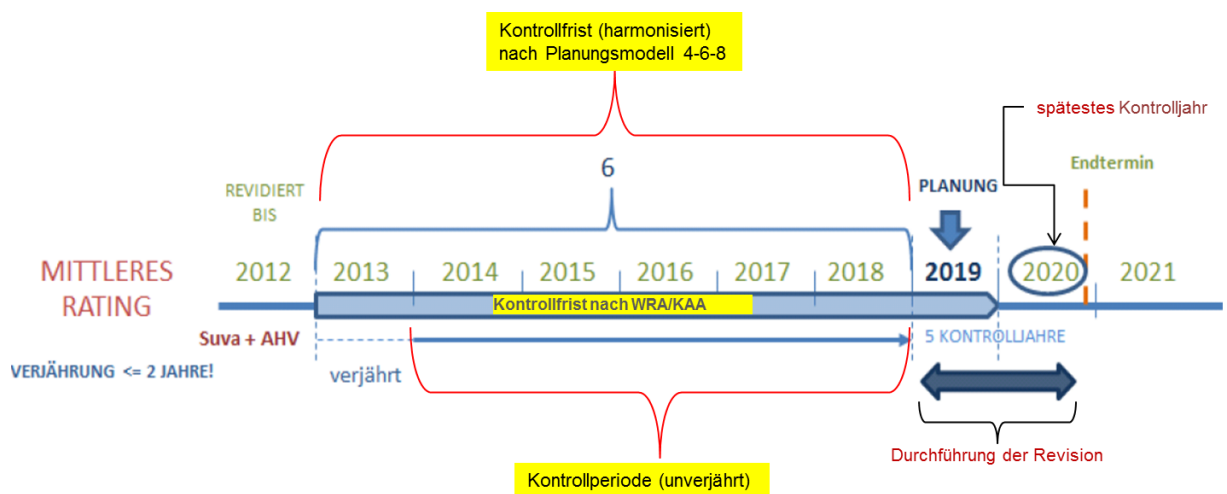 Kontrollfrist (harmonisiert)
nach Planungsmodell 4-6-8
spätestes Kontrolljahr
6
Endtermin
REVIDIERT
BIS
PLANUNG
MITTLERES
RATING
2012
2013
2014
2015
2016
2017
2018
2019
2020
2021
Kontrollfrist nach WRA/KAA
Suva + AHV
5 KONTROLLJAHRE
VERJÄHRUNG <= 2 JAHRE!
verjährt
Durchführung der Revision
Kontrollperiode (unverjährt)